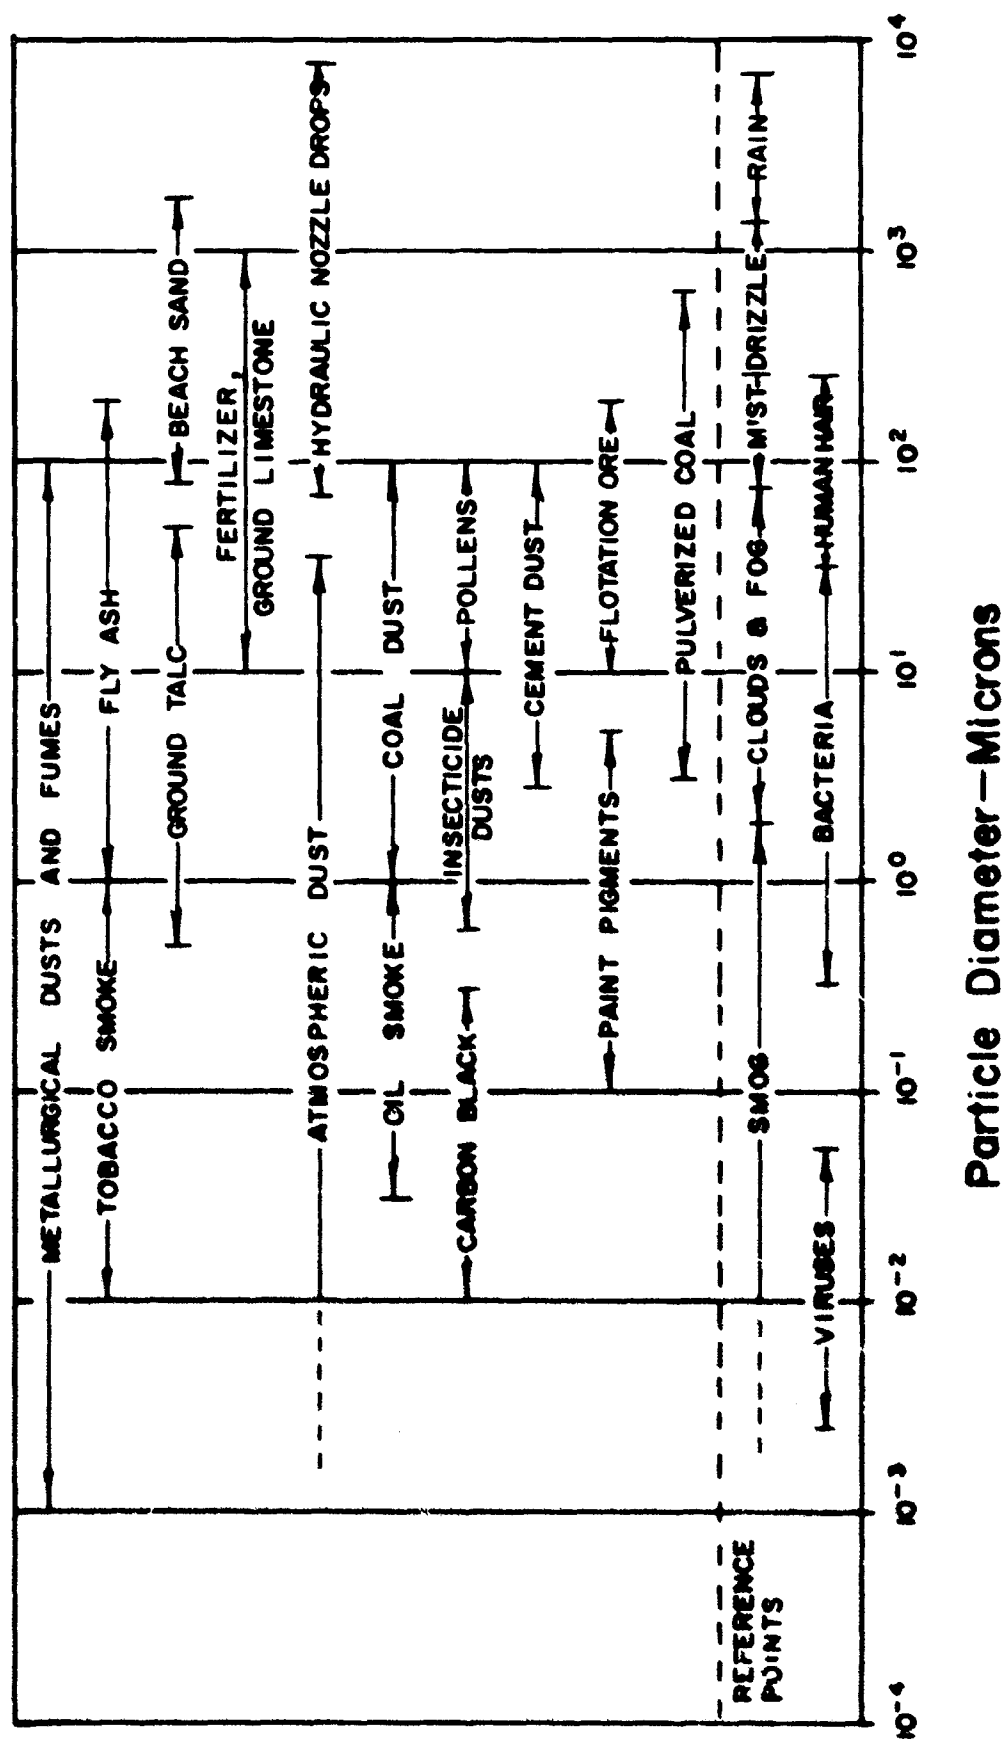 METALLURGICAL DUSTS AND FUMES
TOBACCO SMOKE
FLY ASH
GROUND TALC
BEACH SAND
FERTILIZER,
GROUND LIMESTONE
ATMOSPHERIC DUST
HYDRAULIC NOZZLE DROPS
OIL SMOKE
COAL DUST
CARBON BLACK
INSECTICIDE
DUSTS
POLLENS
CEMENT DUST
PAINT PIGMENTS
FLOTATION ORE
PULVERIZED COAL
REFERENCE
POINTS
SMOG
CLOUDS & FOG
MIST
DRIZZLE
RAIN
VIRUSES
BACTERIA
HUMAN HAIR
10⁻⁴ 10⁻³ 10⁻² 10⁻¹ 10⁰ 10¹ 10² 10³ 10⁴
Particle Diameter—Microns